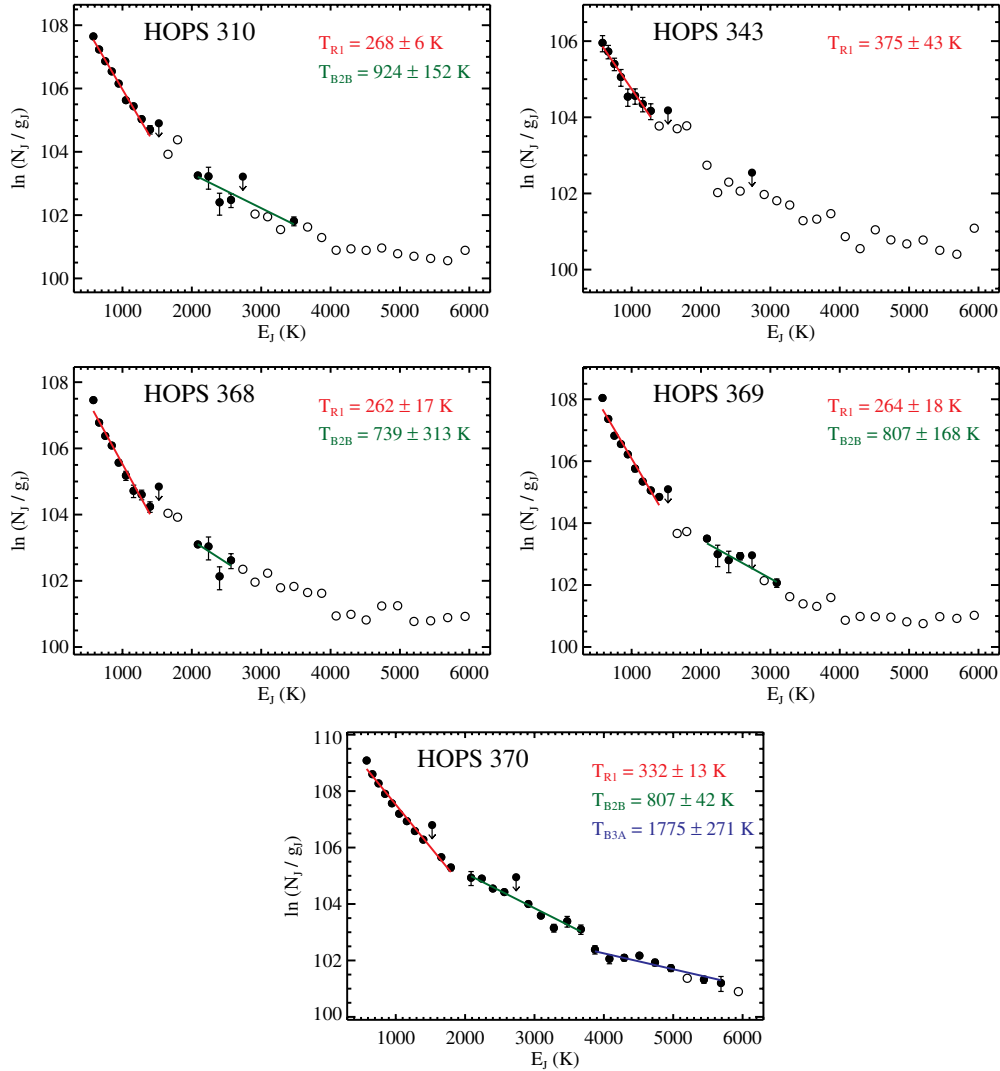 HOPS 310
T_R1 = 268 ± 6 K
T_B2B = 924 ± 152 K
ln (N_J / g_J)
108
106
104
102
100
1000 2000 3000 4000 5000 6000
E_J (K)
HOPS 343
T_R1 = 375 ± 43 K
ln (N_J / g_J)
106
104
102
100
1000 2000 3000 4000 5000 6000
E_J (K)
HOPS 368
T_R1 = 262 ± 17 K
T_B2B = 739 ± 313 K
ln (N_J / g_J)
108
106
104
102
100
1000 2000 3000 4000 5000 6000
E_J (K)
HOPS 369
T_R1 = 264 ± 18 K
T_B2B = 807 ± 168 K
ln (N_J / g_J)
108
106
104
102
100
1000 2000 3000 4000 5000 6000
E_J (K)
HOPS 370
T_R1 = 332 ± 13 K
T_B2B = 807 ± 42 K
T_B3A = 1775 ± 271 K
ln (N_J / g_J)
110
108
106
104
102
100
1000 2000 3000 4000 5000 6000
E_J (K)